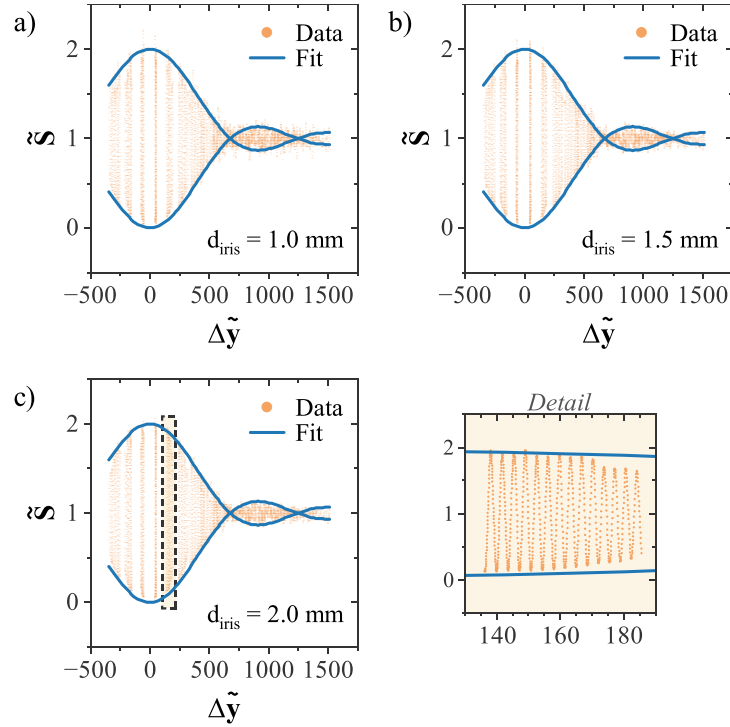 a)
Data
Fit
S̃
2
1
0
d_iris = 1.0 mm
−500 0 500 1000 1500
Δỹ
b)
Data
Fit
S̃
2
1
0
d_iris = 1.5 mm
−500 0 500 1000 1500
Δỹ
c)
Data
Fit
S̃
2
1
0
d_iris = 2.0 mm
−500 0 500 1000 1500
Δỹ
Detail
2
1
0
140 160 180